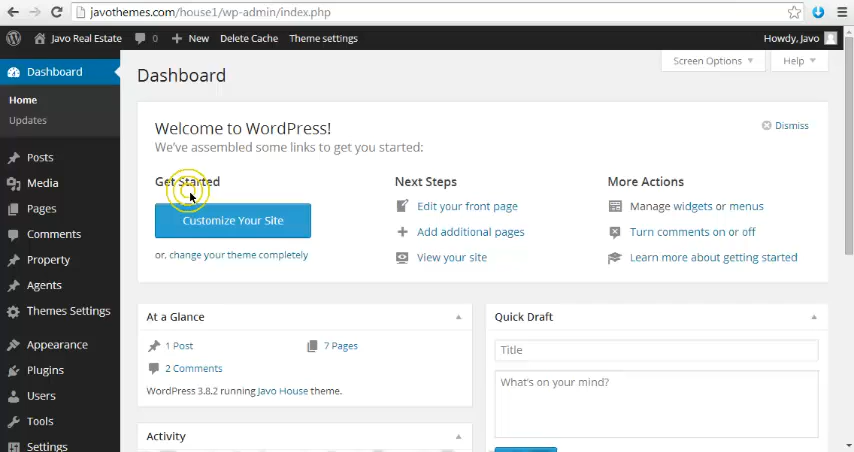 javothemes.com/house1/wp-admin/index.php
Javo Real Estate 0 New Delete Cache Theme settings Howdy, Javo
Dashboard
Home
Updates
Posts
Media
Pages
Comments
Property
Agents
Themes Settings
Appearance
Plugins
Users
Tools
Settings
Screen Options Help
Dashboard
Welcome to WordPress!
We've assembled some links to get you started:
Dismiss
Get Started
Customize Your Site
or, change your theme completely
Next Steps
Edit your front page
Add additional pages
View your site
More Actions
Manage widgets or menus
Turn comments on or off
Learn more about getting started
At a Glance
1 Post 7 Pages
2 Comments
WordPress 3.8.2 running Javo House theme.
Activity
Quick Draft
Title
What's on your mind?